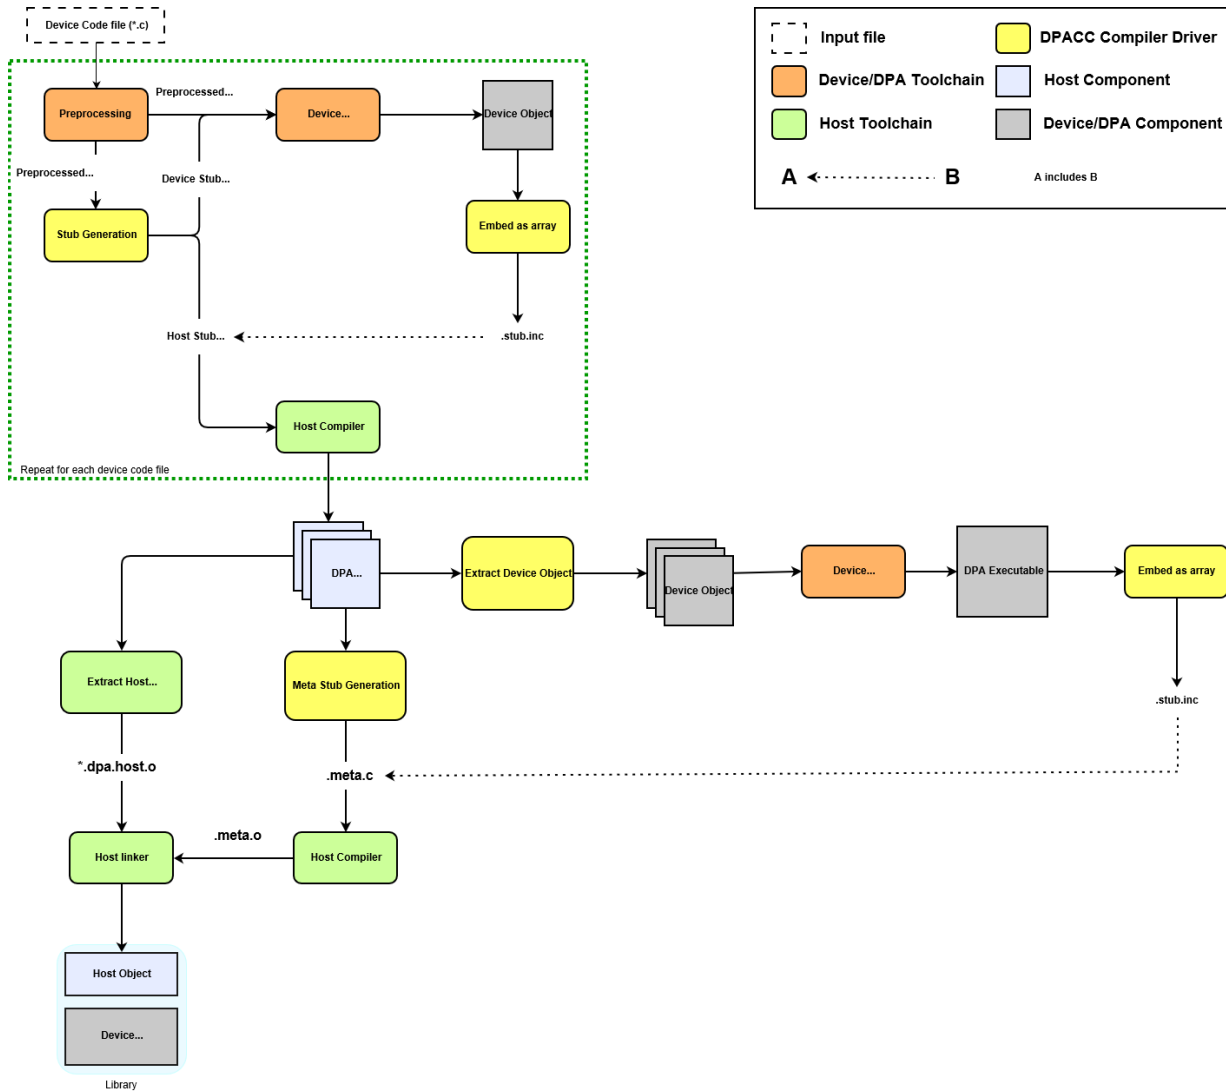 Device Code file (*.c)
Preprocessing
Preprocessed...
Device...
Device Object
Preprocessed...
Device Stub...
Stub Generation
Embed as array
Host Stub...
.stub.inc
Host Compiler
Repeat for each device code file
Input file
DPACC Compiler Driver
Device/DPA Toolchain
Host Component
Host Toolchain
Device/DPA Component
A
B
A includes B
DPA...
Extract Device Object
Device Object
Device...
DPA Executable
Embed as array
Extract Host...
Meta Stub Generation
.stub.inc
*.dpa.host.o
.meta.c
Host linker
.meta.o
Host Compiler
Host Object
Device...
Library